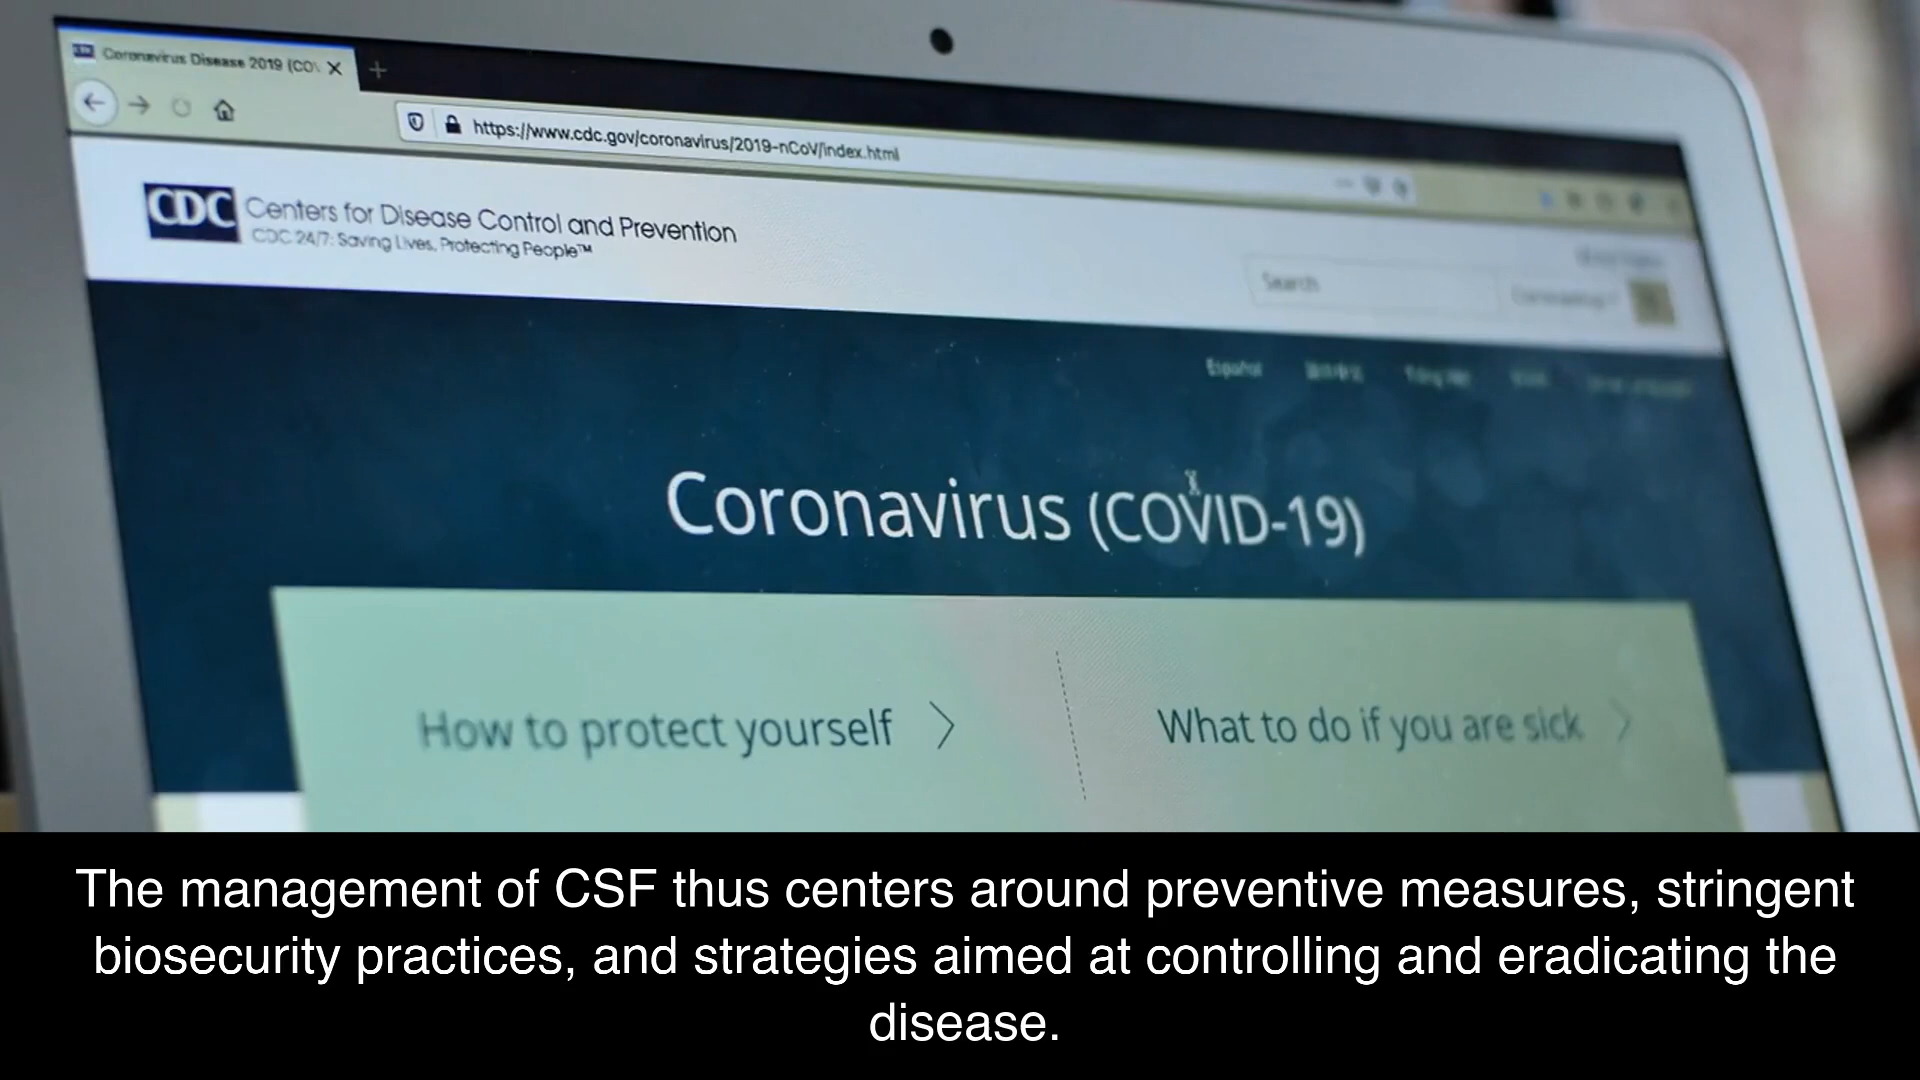 Coronavirus Disease 2019 (CO
https://www.cdc.gov/coronavirus/2019-nCoV/index.html
CDC Centers for Disease Control and Prevention
CDC 24/7: Saving Lives, Protecting People™
Search
Español
Coronavirus (COVID-19)
How to protect yourself
What to do if you are sick
The management of CSF thus centers around preventive measures, stringent
biosecurity practices, and strategies aimed at controlling and eradicating the
disease.